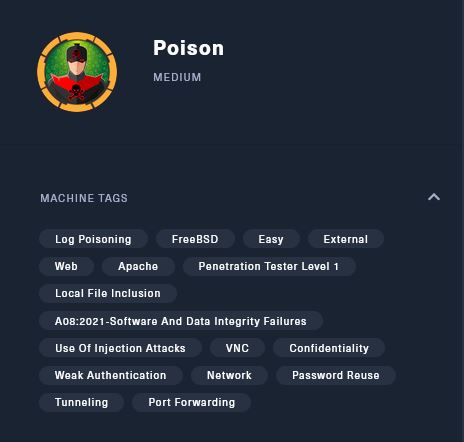 Poison
MEDIUM
MACHINE TAGS
Log Poisoning FreeBSD Easy External
Web Apache Penetration Tester Level 1
Local File Inclusion
A08:2021-Software And Data Integrity Failures
Use Of Injection Attacks VNC Confidentiality
Weak Authentication Network Password Reuse
Tunneling Port Forwarding